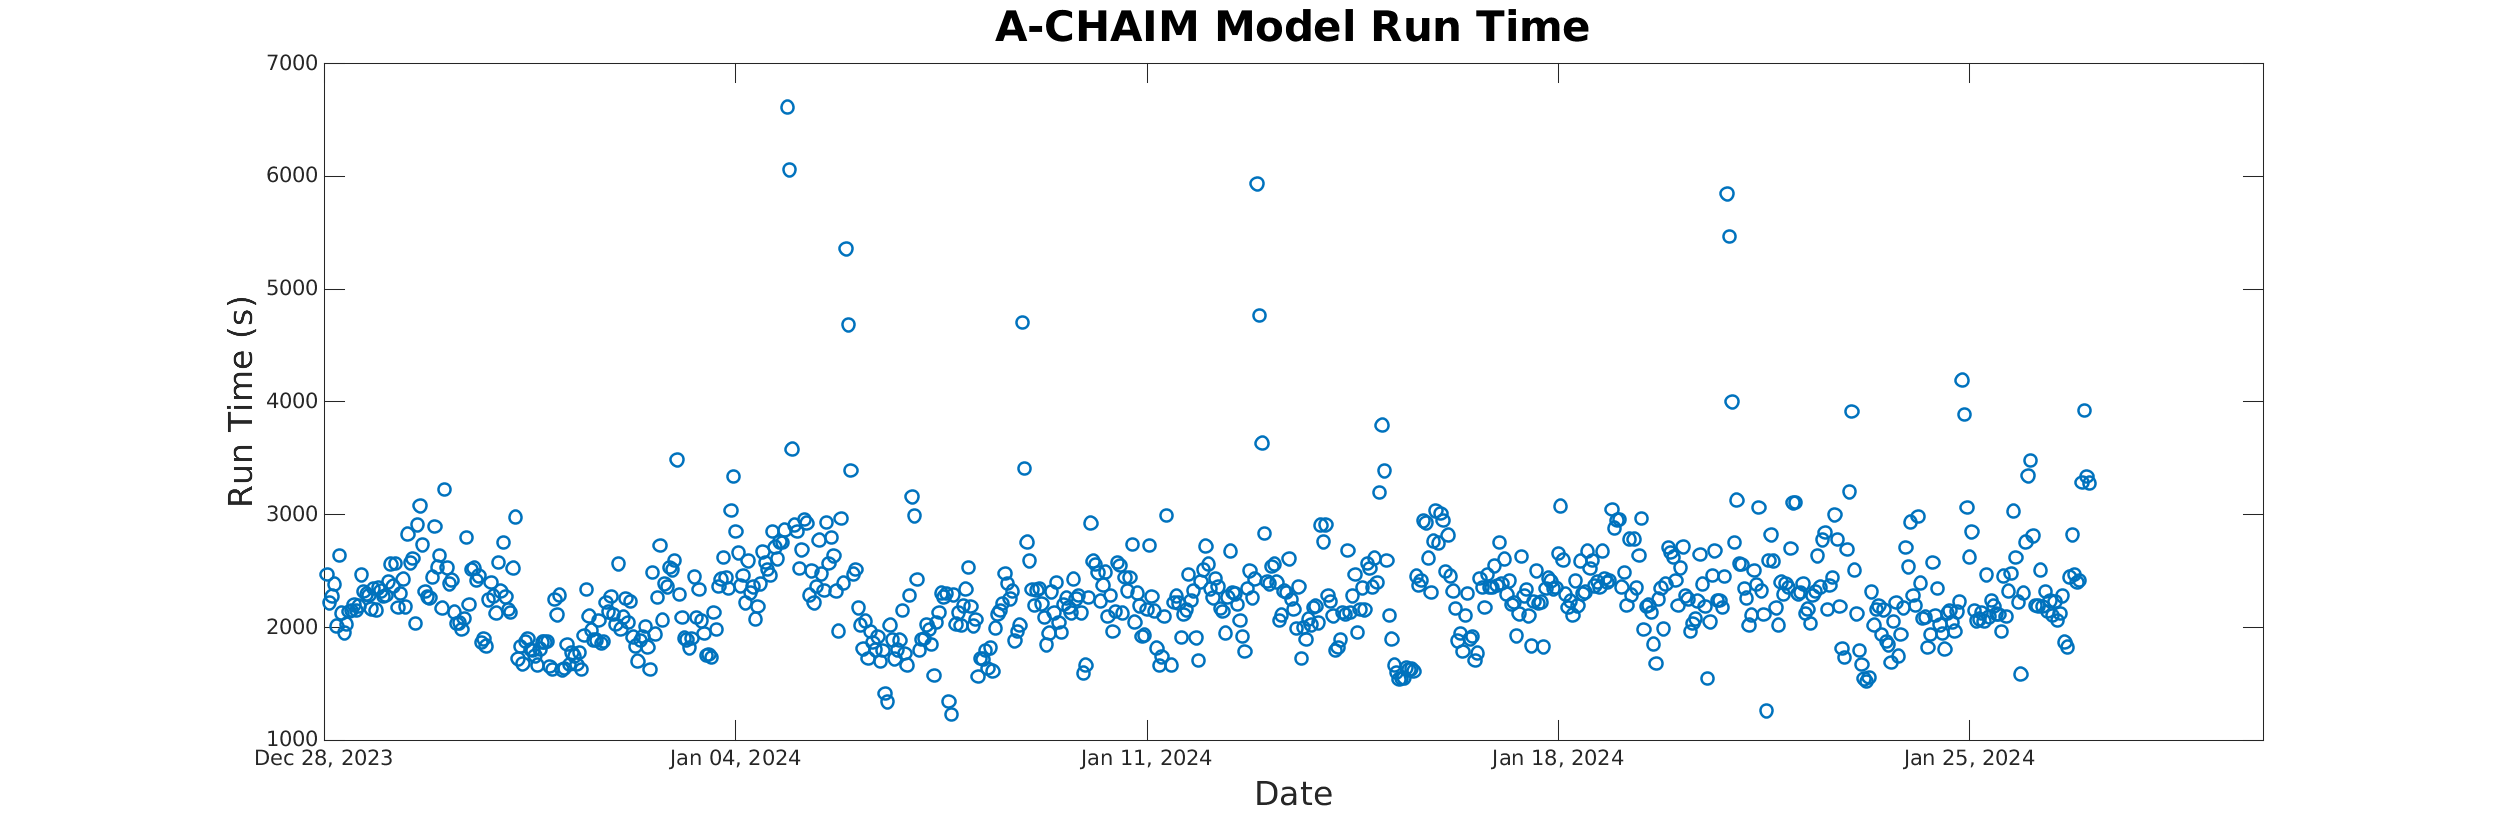 A-CHAIM Model Run Time
7000
6000
5000
4000
3000
2000
1000
Run Time (s)
Dec 28, 2023
Jan 04, 2024
Jan 11, 2024
Jan 18, 2024
Jan 25, 2024
Date